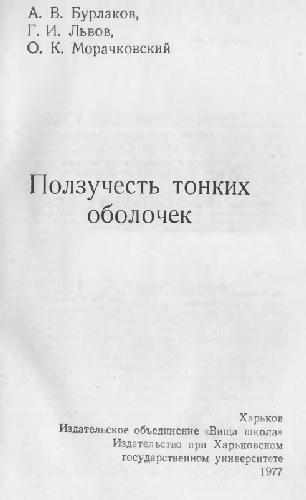 А. В. Бурлаков,
Г. И. Львов,
О. К. Морачковский
Ползучесть тонких
оболочек
Харьков
Издательское объединение «Вища школа»
Издательство при Харьковском
государственном университете
1977